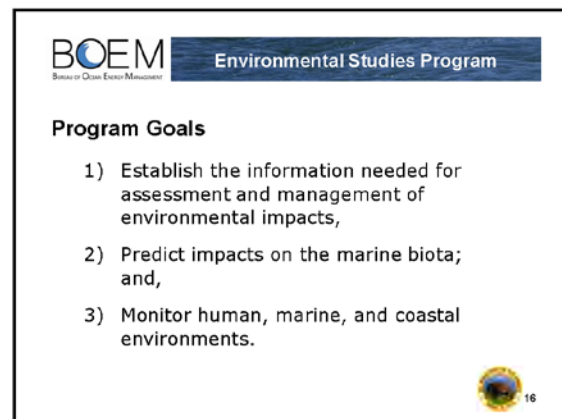 BOEM
BUREAU OF OCEAN ENERGY MANAGEMENT
Environmental Studies Program
Program Goals
1) Establish the information needed for
assessment and management of
environmental impacts,
2) Predict impacts on the marine biota;
and,
3) Monitor human, marine, and coastal
environments.
16